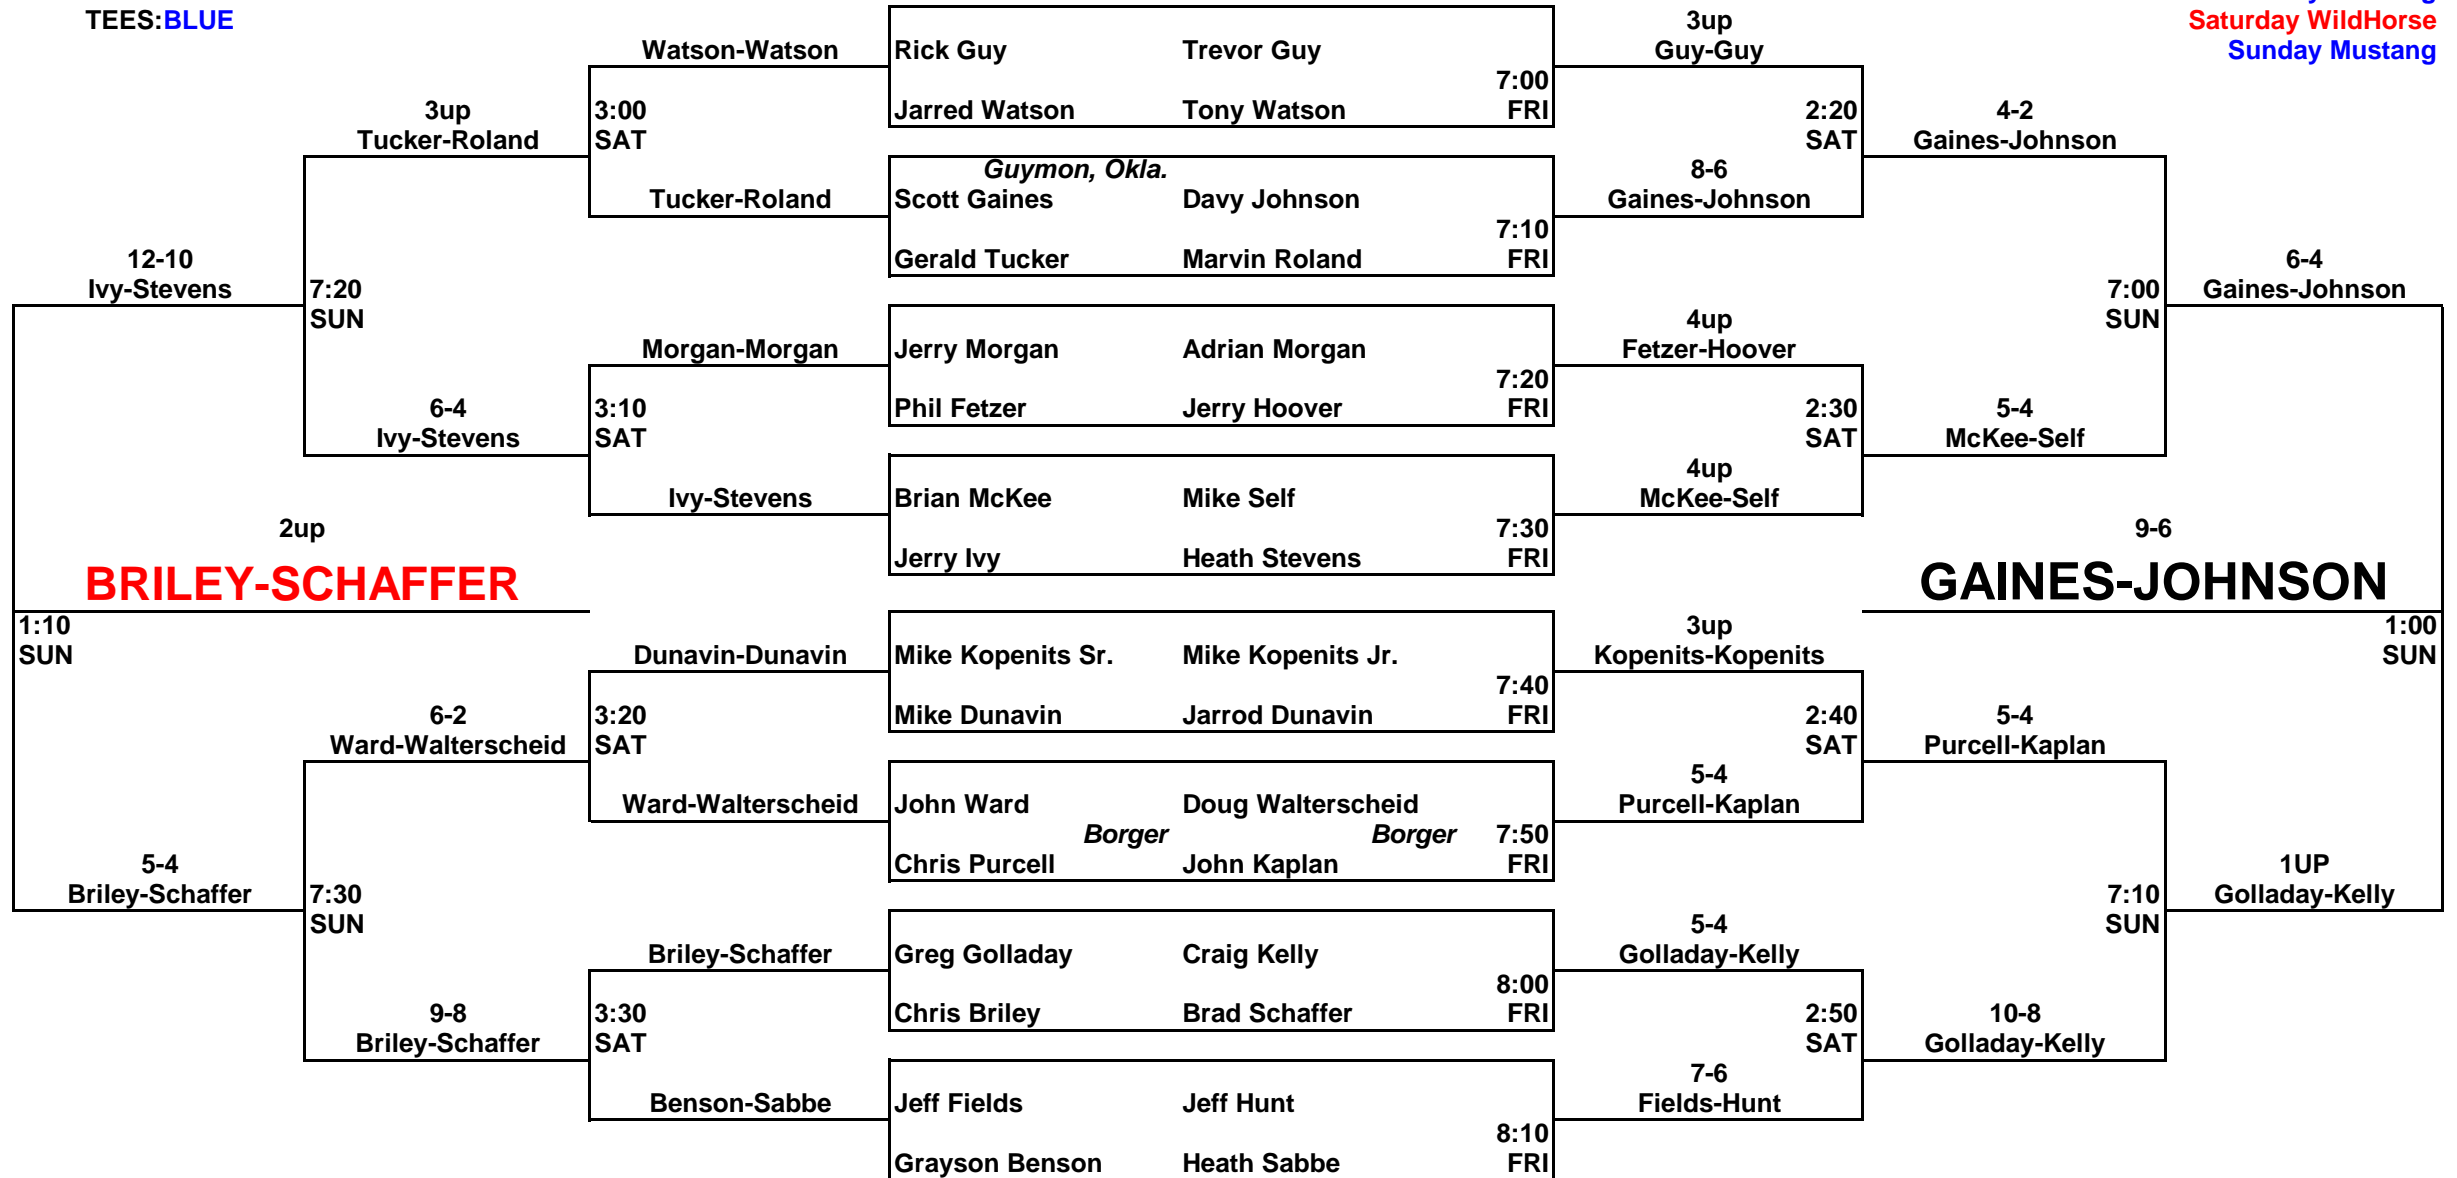 TEES:BLUE
Saturday WildHorse
Sunday Mustang
Watson-Watson
3up
Tucker-Roland
3:00
SAT
Tucker-Roland
12-10
Ivy-Stevens
7:20
SUN
Morgan-Morgan
6-4
Ivy-Stevens
3:10
SAT
Ivy-Stevens
2up
BRILEY-SCHAFFER
1:10
SUN
Dunavin-Dunavin
6-2
Ward-Walterscheid
3:20
SAT
Ward-Walterscheid
5-4
Briley-Schaffer
7:30
SUN
Briley-Schaffer
9-8
Briley-Schaffer
3:30
SAT
Benson-Sabbe
Rick Guy Trevor Guy
7:00
Jarred Watson Tony Watson FRI
Guymon, Okla.
Scott Gaines Davy Johnson
7:10
Gerald Tucker Marvin Roland FRI
Jerry Morgan Adrian Morgan
7:20
Phil Fetzer Jerry Hoover FRI
Brian McKee Mike Self
7:30
Jerry Ivy Heath Stevens FRI
Mike Kopenits Sr. Mike Kopenits Jr.
7:40
Mike Dunavin Jarrod Dunavin FRI
John Ward Doug Walterscheid
Borger Borger 7:50
Chris Purcell John Kaplan FRI
Greg Golladay Craig Kelly
8:00
Chris Briley Brad Schaffer FRI
Jeff Fields Jeff Hunt
8:10
Grayson Benson Heath Sabbe FRI
3up
Guy-Guy
2:20
SAT
4-2
Gaines-Johnson
8-6
Gaines-Johnson
6-4
Gaines-Johnson
7:00
SUN
4up
Fetzer-Hoover
2:30
SAT
5-4
McKee-Self
4up
McKee-Self
9-6
GAINES-JOHNSON
1:00
SUN
3up
Kopenits-Kopenits
2:40
SAT
5-4
Purcell-Kaplan
5-4
Purcell-Kaplan
1UP
Golladay-Kelly
7:10
SUN
5-4
Golladay-Kelly
2:50
SAT
10-8
Golladay-Kelly
7-6
Fields-Hunt